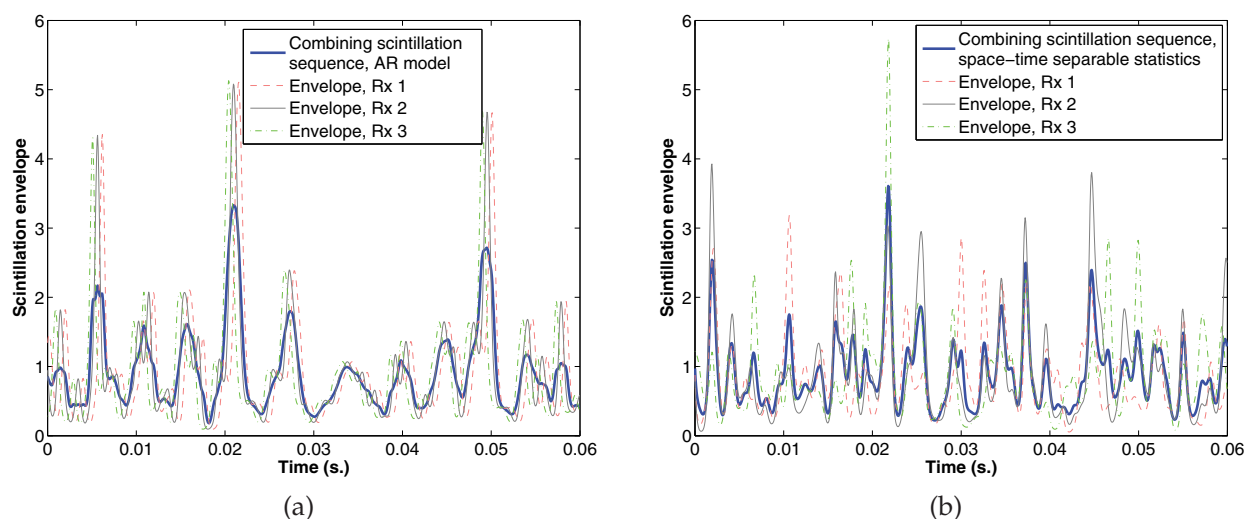 6
5
4
3
2
1
0
Scintillation envelope
Combining scintillation
sequence, AR model
Envelope, Rx 1
Envelope, Rx 2
Envelope, Rx 3
0 0.01 0.02 0.03 0.04 0.05 0.06
Time (s.)
(a)
6
5
4
3
2
1
0
Scintillation envelope
Combining scintillation sequence,
space−time separable statistics
Envelope, Rx 1
Envelope, Rx 2
Envelope, Rx 3
0 0.01 0.02 0.03 0.04 0.05 0.06
Time (s.)
(b)